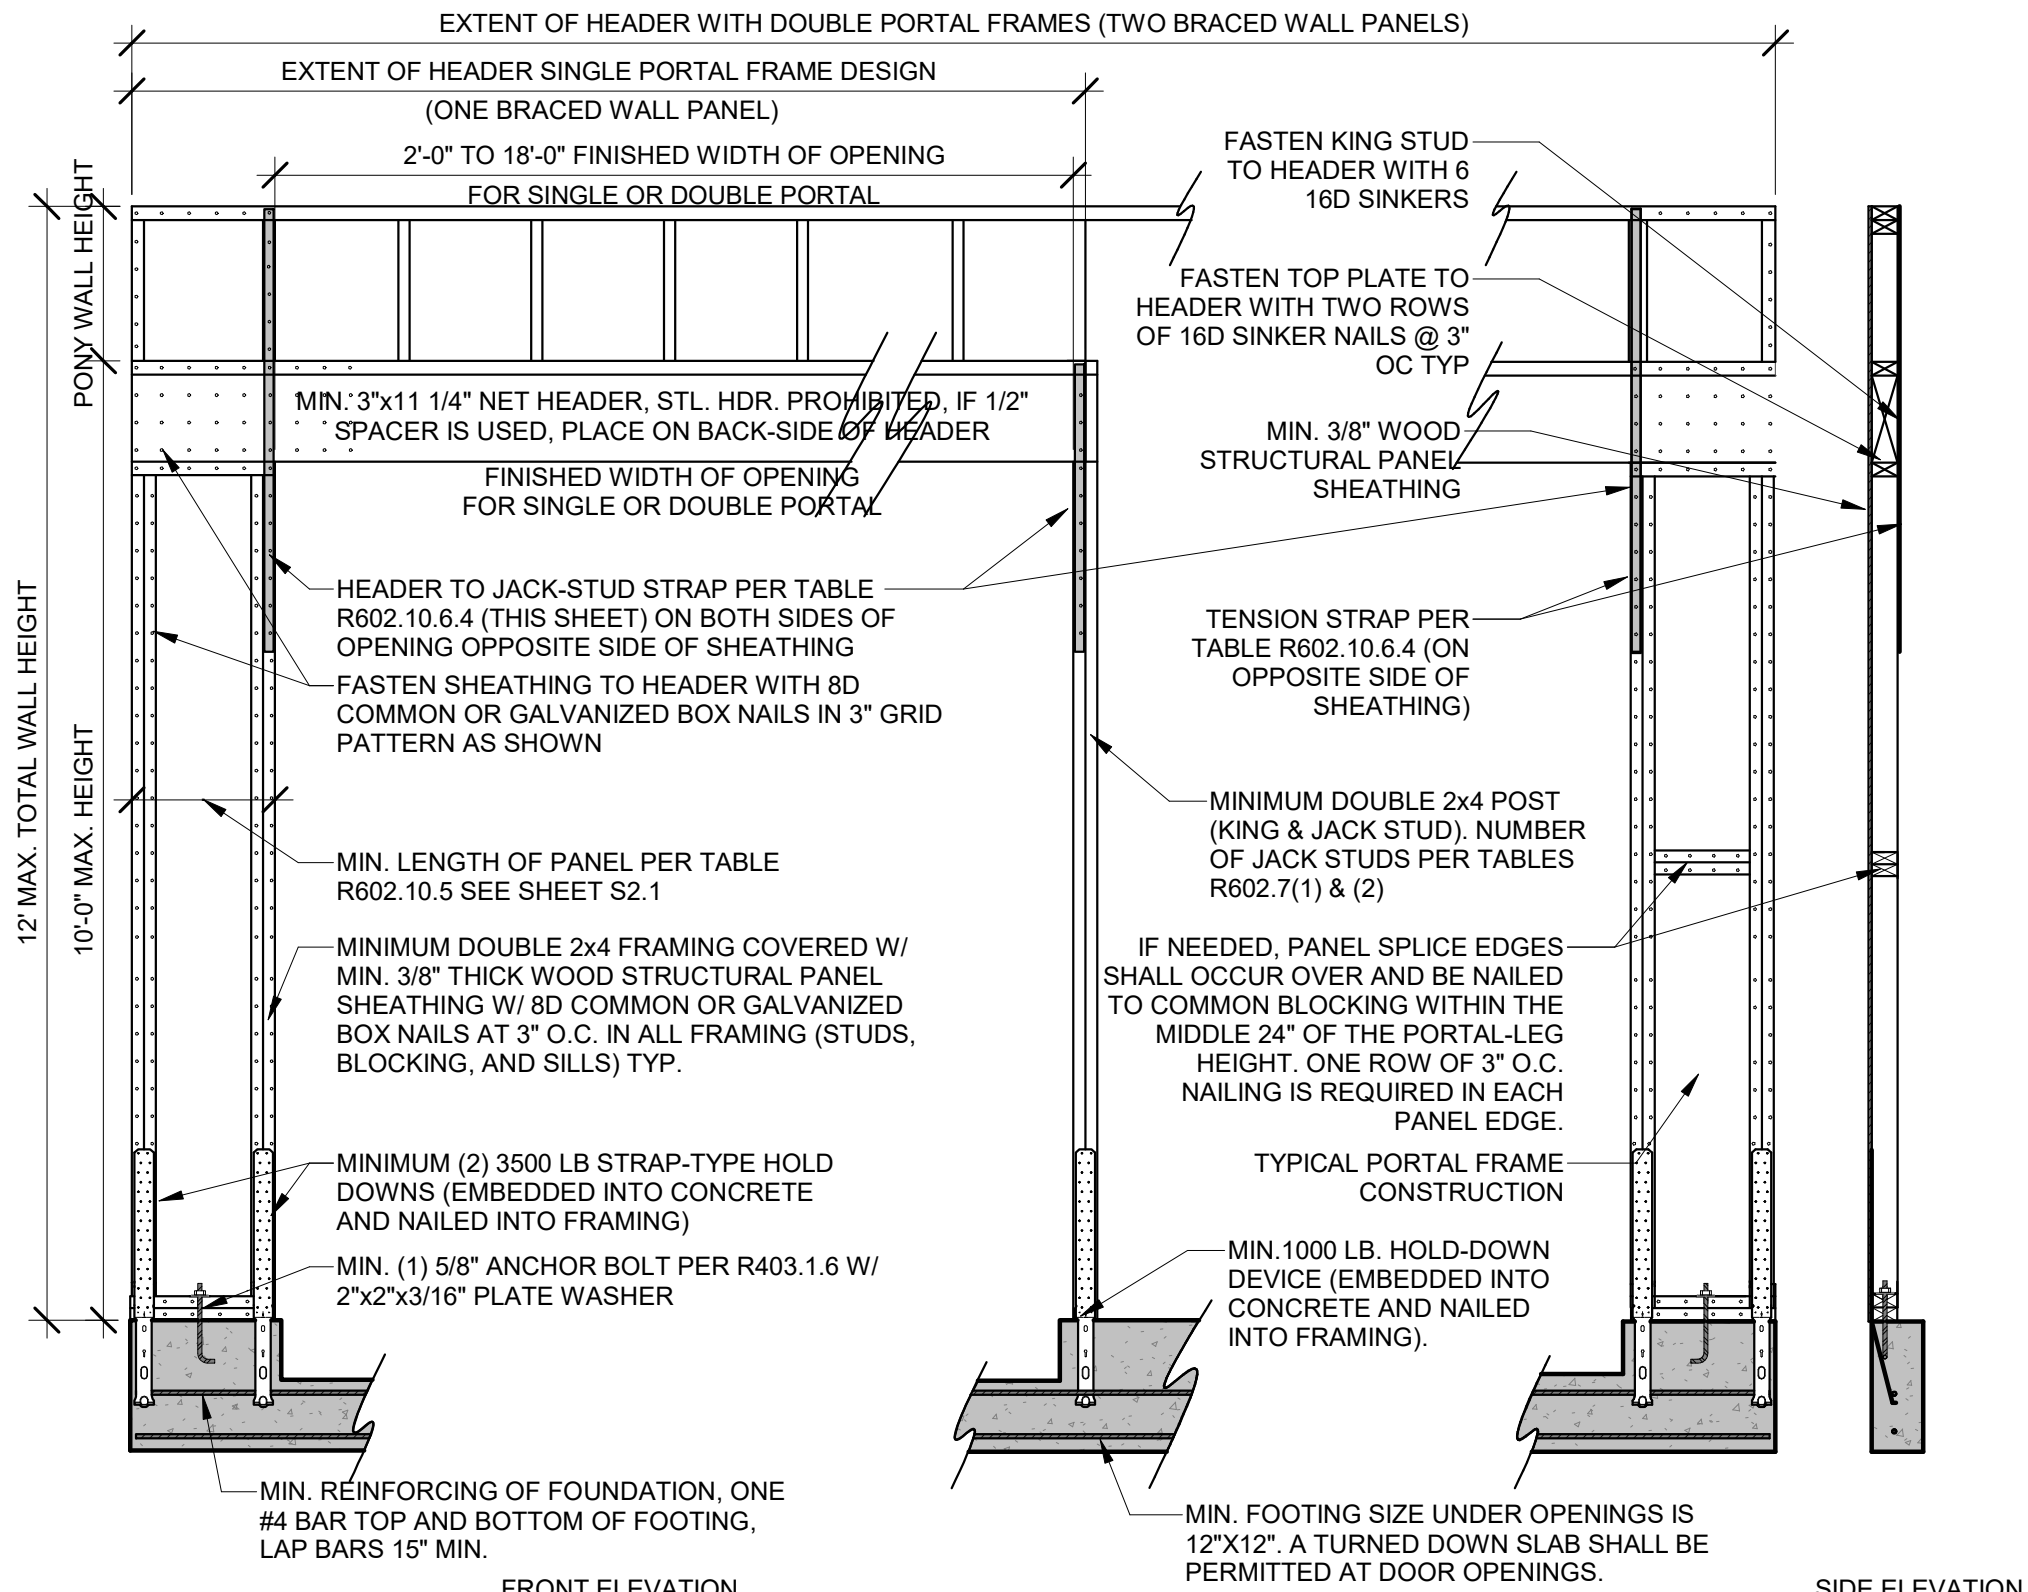 EXTENT OF HEADER WITH DOUBLE PORTAL FRAMES (TWO BRACED WALL PANELS)
EXTENT OF HEADER SINGLE PORTAL FRAME DESIGN
(ONE BRACED WALL PANEL)
2'-0" TO 18'-0" FINISHED WIDTH OF OPENING
FOR SINGLE OR DOUBLE PORTAL
FASTEN KING STUD
TO HEADER WITH 6
16D SINKERS
FASTEN TOP PLATE TO
HEADER WITH TWO ROWS
OF 16D SINKER NAILS @ 3"
OC TYP
PONY WALL HEIGHT
12' MAX. TOTAL WALL HEIGHT
10'-0" MAX. HEIGHT
MIN. 3"x11 1/4" NET HEADER, STL. HDR. PROHIBITED, IF 1/2"
SPACER IS USED, PLACE ON BACK-SIDE OF HEADER
FINISHED WIDTH OF OPENING
FOR SINGLE OR DOUBLE PORTAL
MIN. 3/8" WOOD
STRUCTURAL PANEL
SHEATHING
HEADER TO JACK-STUD STRAP PER TABLE
R602.10.6.4 (THIS SHEET) ON BOTH SIDES OF
OPENING OPPOSITE SIDE OF SHEATHING
FASTEN SHEATHING TO HEADER WITH 8D
COMMON OR GALVANIZED BOX NAILS IN 3" GRID
PATTERN AS SHOWN
TENSION STRAP PER
TABLE R602.10.6.4 (ON
OPPOSITE SIDE OF
SHEATHING)
MIN. LENGTH OF PANEL PER TABLE
R602.10.5 SEE SHEET S2.1
MINIMUM DOUBLE 2x4 POST
(KING & JACK STUD). NUMBER
OF JACK STUDS PER TABLES
R602.7(1) & (2)
MINIMUM DOUBLE 2x4 FRAMING COVERED W/
MIN. 3/8" THICK WOOD STRUCTURAL PANEL
SHEATHING W/ 8D COMMON OR GALVANIZED
BOX NAILS AT 3" O.C. IN ALL FRAMING (STUDS,
BLOCKING, AND SILLS) TYP.
IF NEEDED, PANEL SPLICE EDGES
SHALL OCCUR OVER AND BE NAILED
TO COMMON BLOCKING WITHIN THE
MIDDLE 24" OF THE PORTAL-LEG
HEIGHT. ONE ROW OF 3" O.C.
NAILING IS REQUIRED IN EACH
PANEL EDGE.
MINIMUM (2) 3500 LB STRAP-TYPE HOLD
DOWNS (EMBEDDED INTO CONCRETE
AND NAILED INTO FRAMING)
TYPICAL PORTAL FRAME
CONSTRUCTION
MIN. (1) 5/8" ANCHOR BOLT PER R403.1.6 W/
2"x2"x3/16" PLATE WASHER
MIN.1000 LB. HOLD-DOWN
DEVICE (EMBEDDED INTO
CONCRETE AND NAILED
INTO FRAMING).
MIN. REINFORCING OF FOUNDATION, ONE
#4 BAR TOP AND BOTTOM OF FOOTING,
LAP BARS 15" MIN.
MIN. FOOTING SIZE UNDER OPENINGS IS
12"X12". A TURNED DOWN SLAB SHALL BE
PERMITTED AT DOOR OPENINGS.
FRONT ELEVATION
SIDE ELEVATION